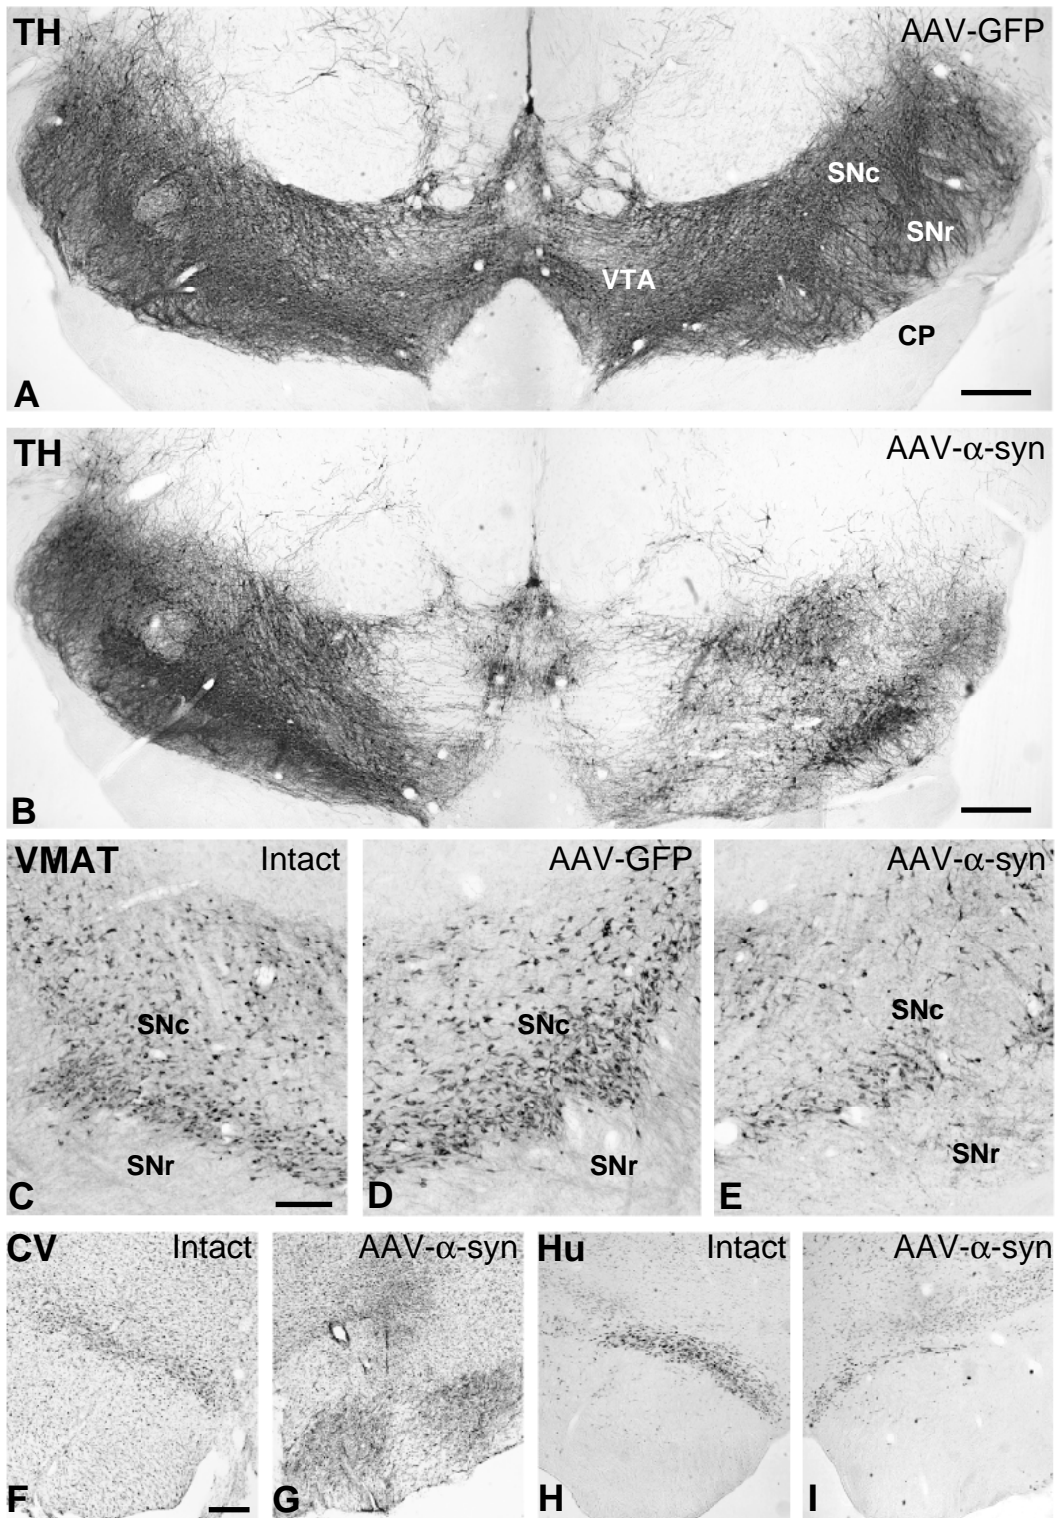 TH AAV-GFP
SNc
SNr
VTA
CP
A
TH AAV-α-syn
B
VMAT Intact AAV-GFP AAV-α-syn
SNc SNc SNc
SNr SNr SNr
C D E
CV Intact AAV-α-syn Hu Intact AAV-α-syn
F G H I